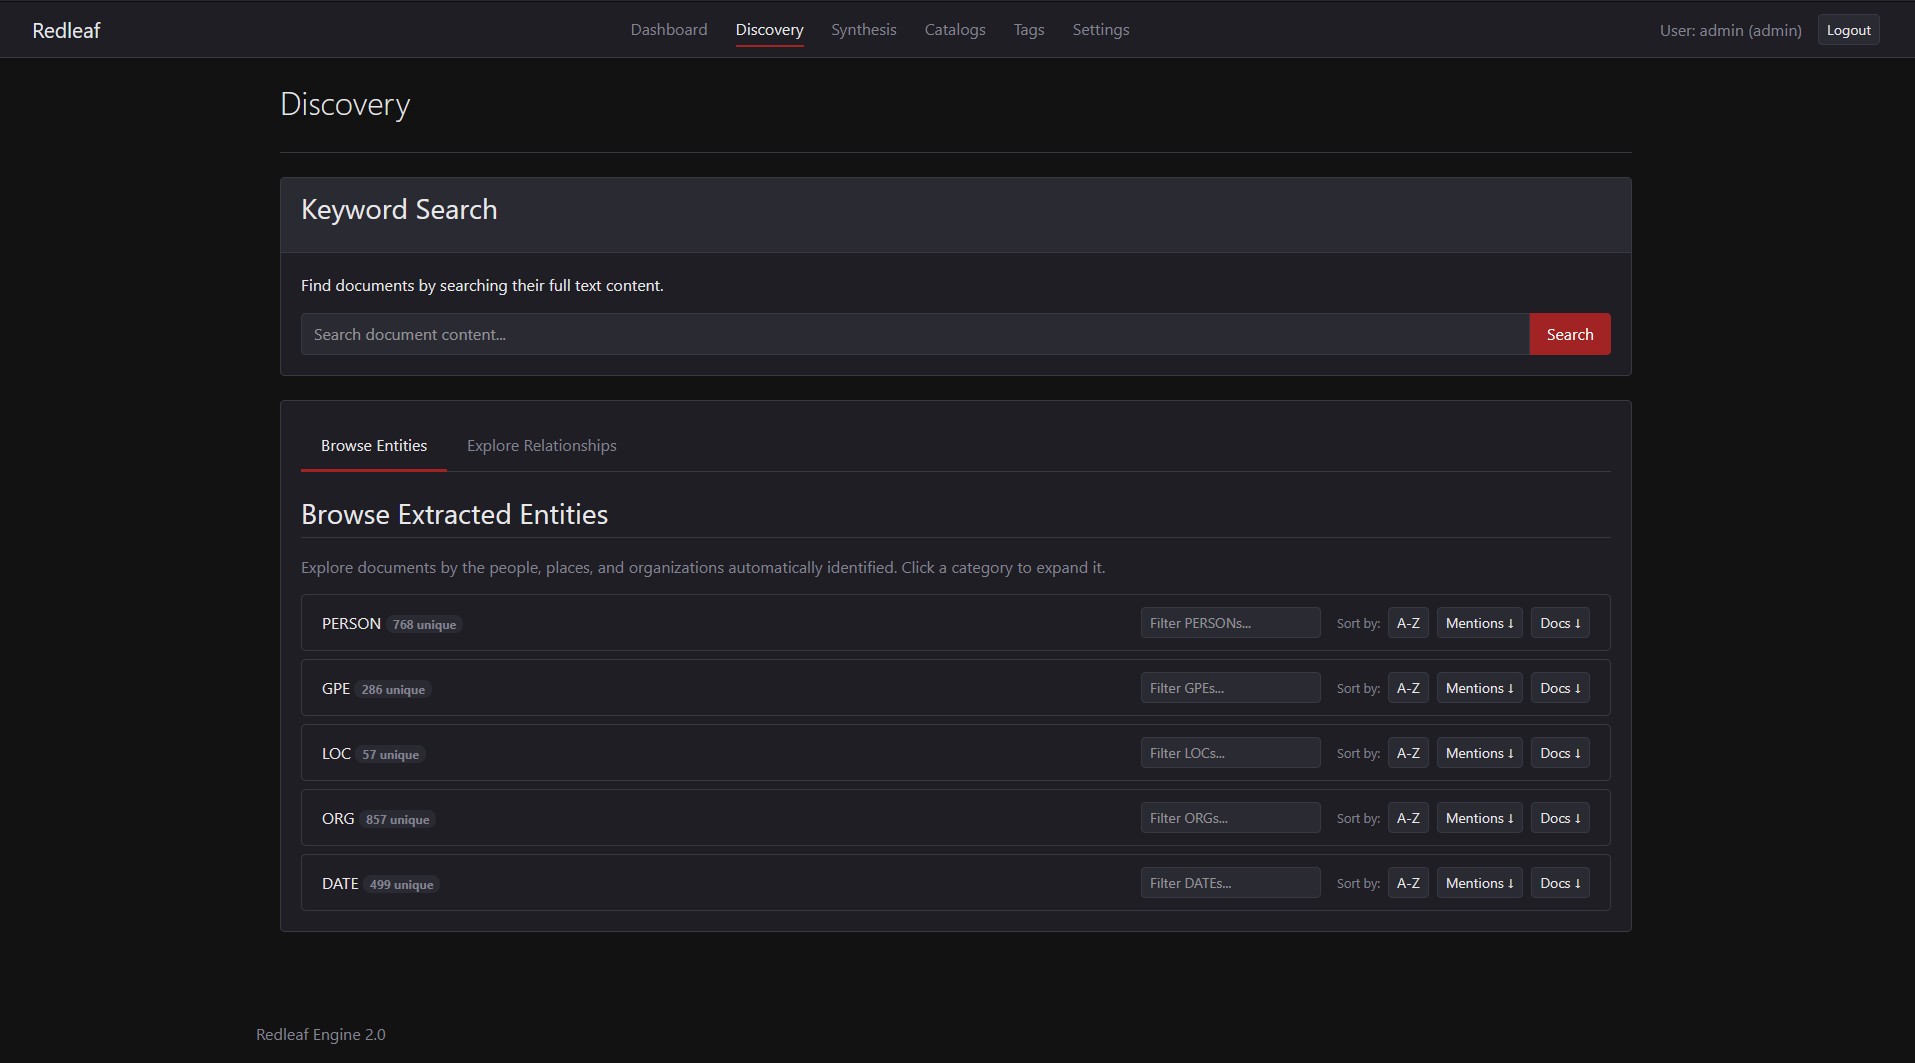 Redleaf Dashboard Discovery Synthesis Catalogs Tags Settings User: admin (admin) Logout
Discovery
Keyword Search
Find documents by searching their full text content.
Search document content... Search
Browse Entities Explore Relationships
Browse Extracted Entities
Explore documents by the people, places, and organizations automatically identified. Click a category to expand it.
PERSON 768 unique Filter PERSONs... Sort by: A-Z Mentions ↓ Docs ↓
GPE 286 unique Filter GPEs... Sort by: A-Z Mentions ↓ Docs ↓
LOC 57 unique Filter LOCs... Sort by: A-Z Mentions ↓ Docs ↓
ORG 857 unique Filter ORGs... Sort by: A-Z Mentions ↓ Docs ↓
DATE 499 unique Filter DATEs... Sort by: A-Z Mentions ↓ Docs ↓
Redleaf Engine 2.0